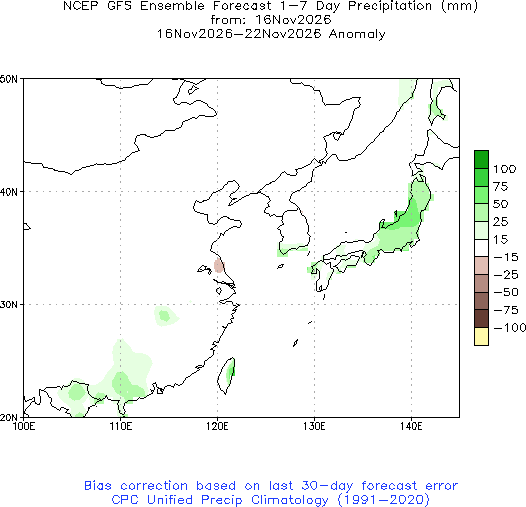 NCEP GFS Ensemble Forecast 1-7 Day Precipitation (mm)
from: 16Nov2026
16Nov2026-22Nov2026 Anomaly
50N
40N
30N
20N
100E 110E 120E 130E 140E
100
75
50
25
15
-15
-25
-50
-75
-100
Bias correction based on last 30-day forecast error
CPC Unified Precip Climatology (1991-2020)